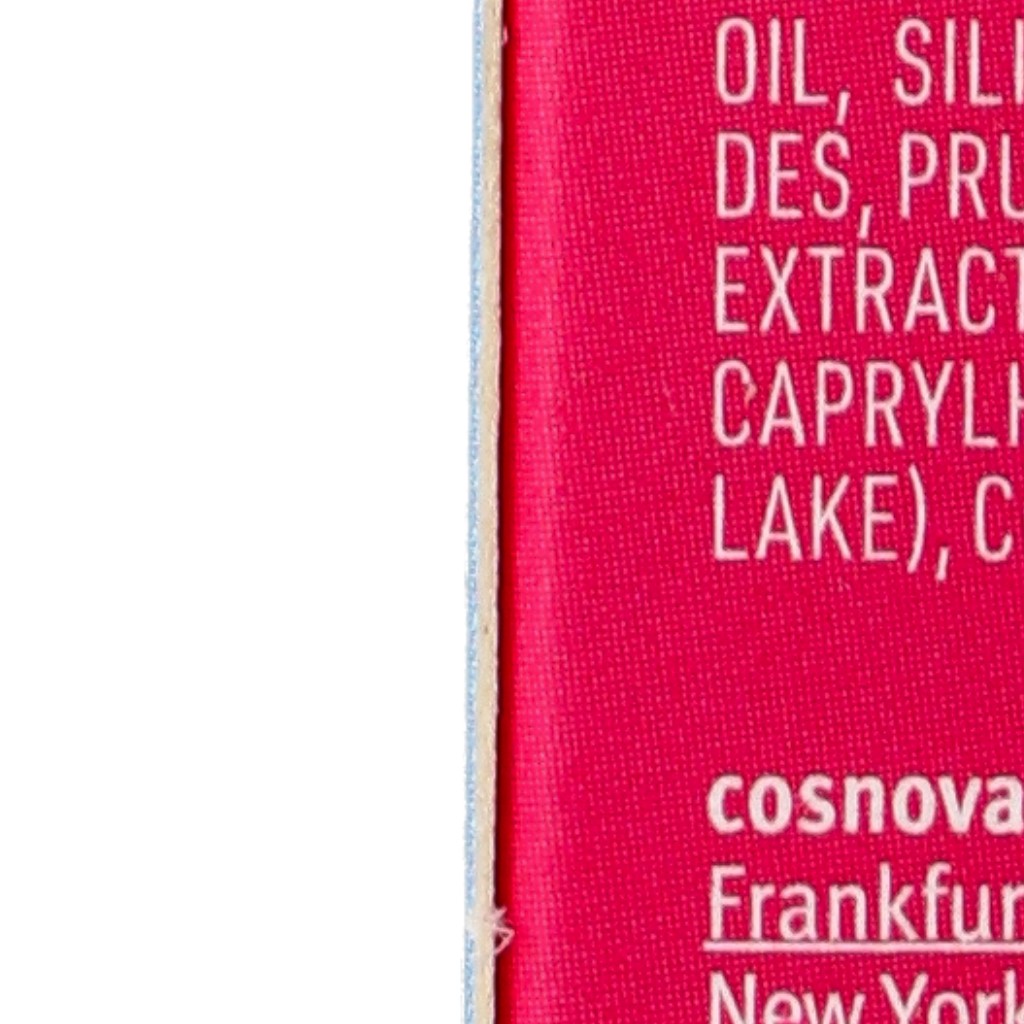 OIL, SILI
DES, PRU
EXTRACT
CAPRYLH
LAKE), C
cosnova
Frankfur
New York